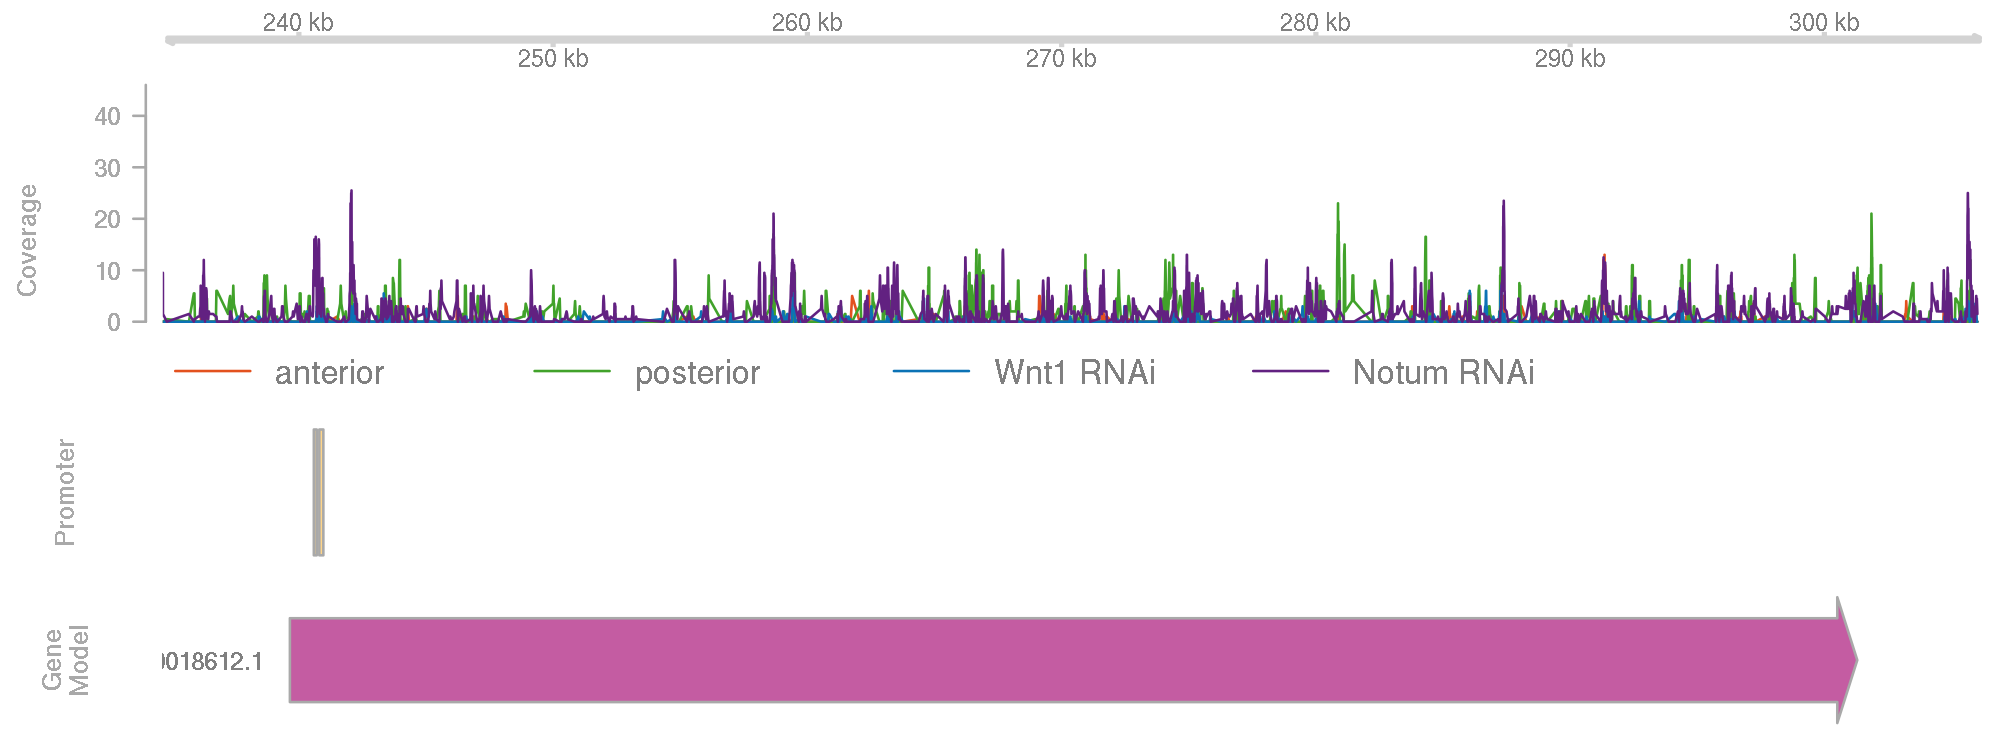 240 kb 260 kb 280 kb 300 kb
250 kb 270 kb 290 kb
Coverage
40
30
20
10
0
anterior posterior Wnt1 RNAi Notum RNAi
Promoter
Gene
Model
018612.1